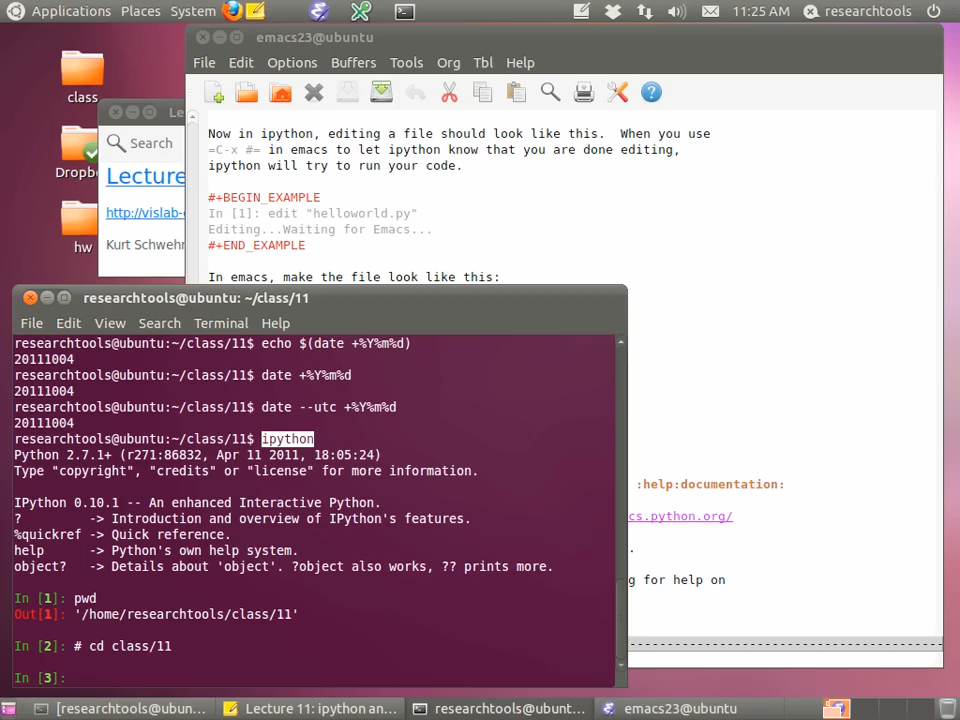 Applications Places System 11:25 AM researchtools
class
Dropbo
hw
Le
Search
Lecture
http://vislab-
Kurt Schwehr
emacs23@ubuntu
File Edit Options Buffers Tools Org Tbl Help
Now in ipython, editing a file should look like this. When you use
=C-x #= in emacs to let ipython know that you are done editing,
ipython will try to run your code.
#+BEGIN_EXAMPLE
In [1]: edit "helloworld.py"
Editing...Waiting for Emacs...
#+END_EXAMPLE
In emacs, make the file look like this:
:help:documentation:
cs.python.org/
.
g for help on
researchtools@ubuntu: ~/class/11
File Edit View Search Terminal Help
researchtools@ubuntu:~/class/11$ echo $(date +%Y%m%d)
20111004
researchtools@ubuntu:~/class/11$ date +%Y%m%d
20111004
researchtools@ubuntu:~/class/11$ date --utc +%Y%m%d
20111004
researchtools@ubuntu:~/class/11$ ipython
Python 2.7.1+ (r271:86832, Apr 11 2011, 18:05:24)
Type "copyright", "credits" or "license" for more information.
IPython 0.10.1 -- An enhanced Interactive Python.
? -> Introduction and overview of IPython's features.
%quickref -> Quick reference.
help -> Python's own help system.
object? -> Details about 'object'. ?object also works, ?? prints more.
In [1]: pwd
Out[1]: '/home/researchtools/class/11'
In [2]: # cd class/11
In [3]:
[researchtools@ubun... Lecture 11: ipython an... researchtools@ubunt... emacs23@ubuntu